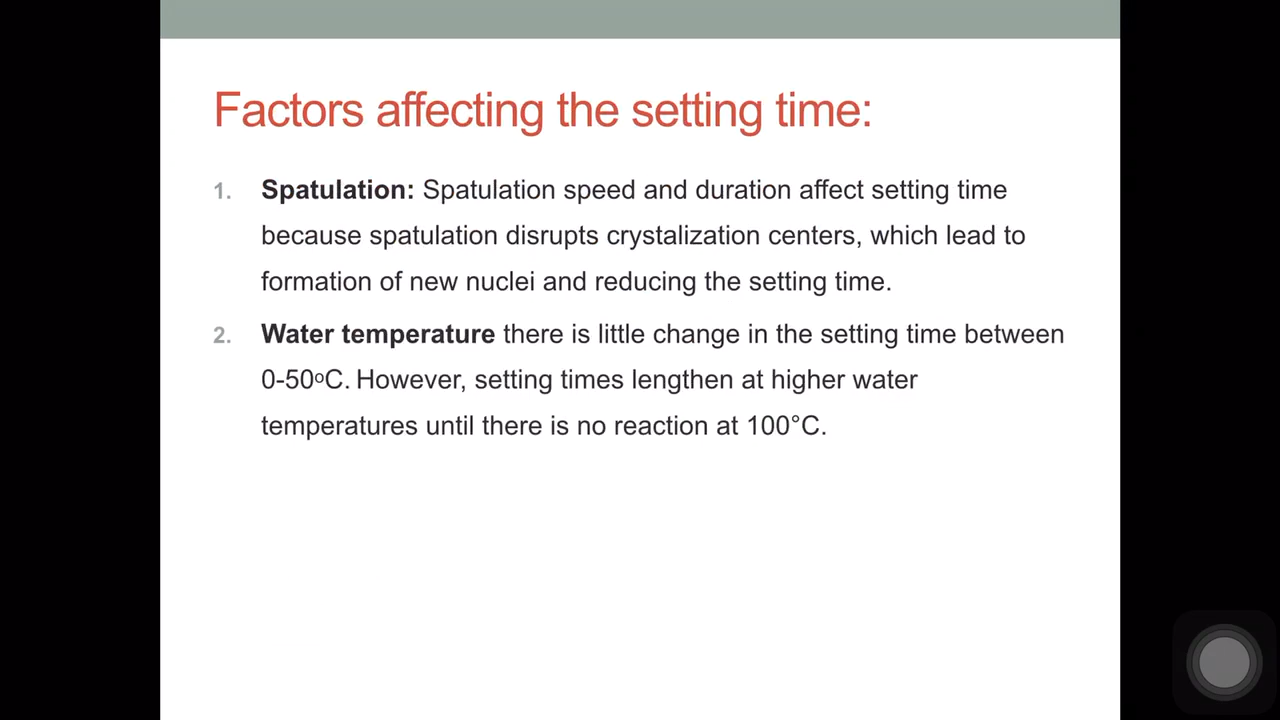 Factors affecting the setting time:
1. Spatulation: Spatulation speed and duration affect setting time
because spatulation disrupts crystalization centers, which lead to
formation of new nuclei and reducing the setting time.
2. Water temperature there is little change in the setting time between
0-50ºC. However, setting times lengthen at higher water
temperatures until there is no reaction at 100°C.